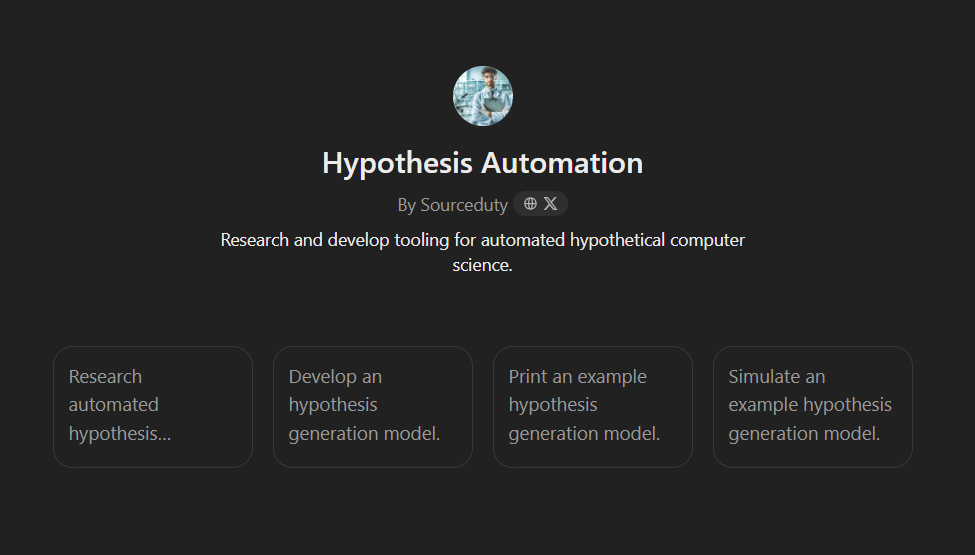 Hypothesis Automation
By Sourceduty
Research and develop tooling for automated hypothetical computer
science.
Research
automated
hypothesis...
Develop an
hypothesis
generation model.
Print an example
hypothesis
generation model.
Simulate an
example hypothesis
generation model.